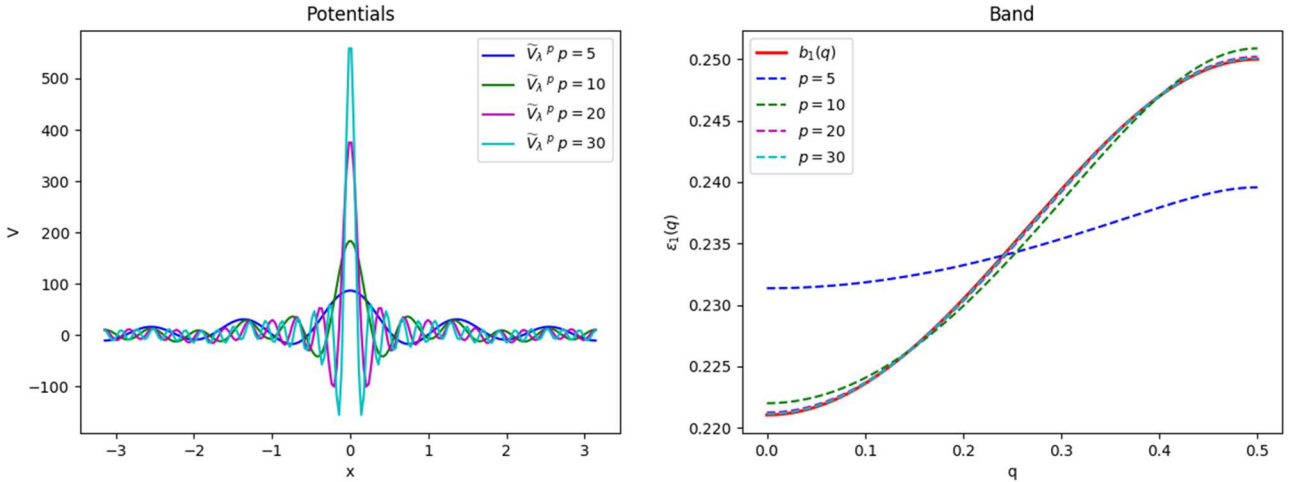 Potentials
V
500
400
300
200
100
0
−100
−3
−2
−1
0
1
2
3
x
Ṽλ p p = 5
Ṽλ p p = 10
Ṽλ p p = 20
Ṽλ p p = 30
Band
ε₁(q)
0.250
0.245
0.240
0.235
0.230
0.225
0.220
0.0
0.1
0.2
0.3
0.4
0.5
q
b₁(q)
p = 5
p = 10
p = 20
p = 30